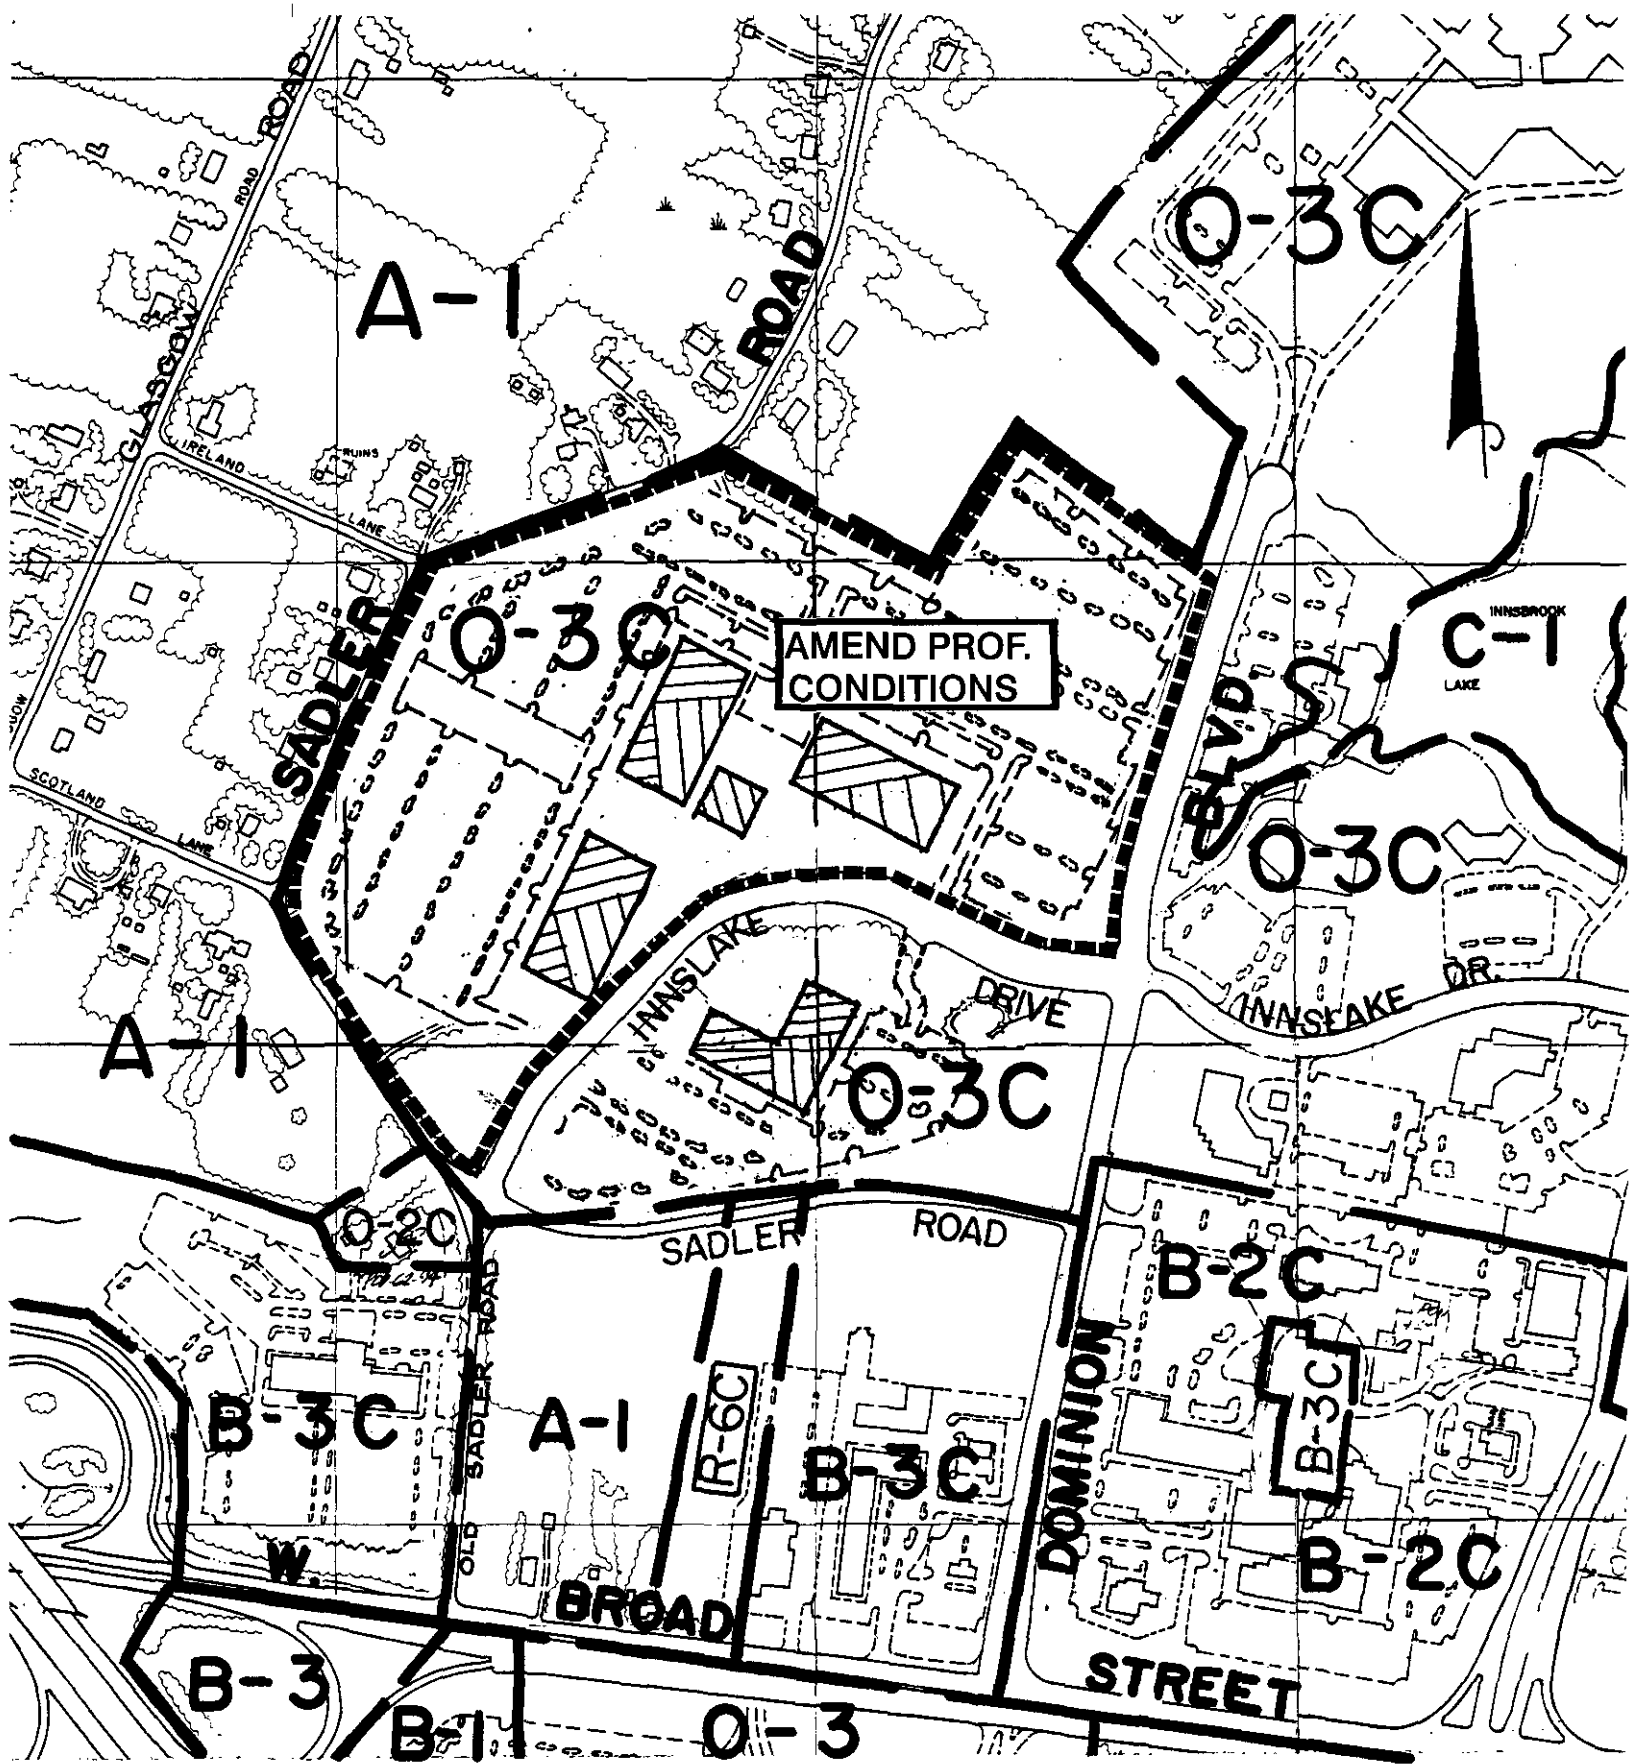 ROAD
ROAD
GLASGOW
A-1
ROAD
O-3C
IRELAND
LANE
RUINS
SADLER
O-3C
AMEND PROF.
CONDITIONS
INNSBROOK
C-1
LAKE
BLVD.
O-3C
SCOTLAND
LANE
INNSLAKE
DRIVE
INNSLAKE
DR.
A-1
O-3C
O-2C
SADLER
ROAD
B-2C
B-3C
OLD SADLER ROAD
A-1
R-6C
B-3C
DOMINION
B-3C
B-2C
W.
BROAD
STREET
B-3
B-1
O-3